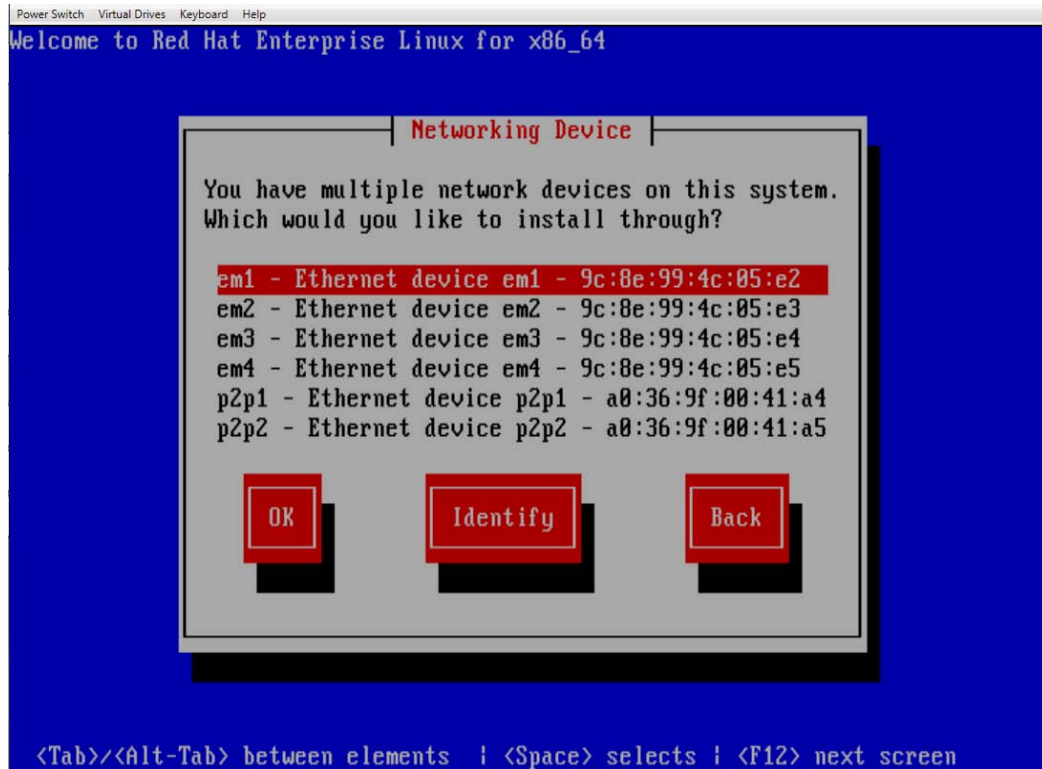 Power Switch Virtual Drives Keyboard Help
Welcome to Red Hat Enterprise Linux for x86_64
Networking Device
You have multiple network devices on this system.
Which would you like to install through?
em1 - Ethernet device em1 - 9c:8e:99:4c:05:e2
em2 - Ethernet device em2 - 9c:8e:99:4c:05:e3
em3 - Ethernet device em3 - 9c:8e:99:4c:05:e4
em4 - Ethernet device em4 - 9c:8e:99:4c:05:e5
p2p1 - Ethernet device p2p1 - a0:36:9f:00:41:a4
p2p2 - Ethernet device p2p2 - a0:36:9f:00:41:a5
OK Identify Back
<Tab>/<Alt-Tab> between elements | <Space> selects | <F12> next screen